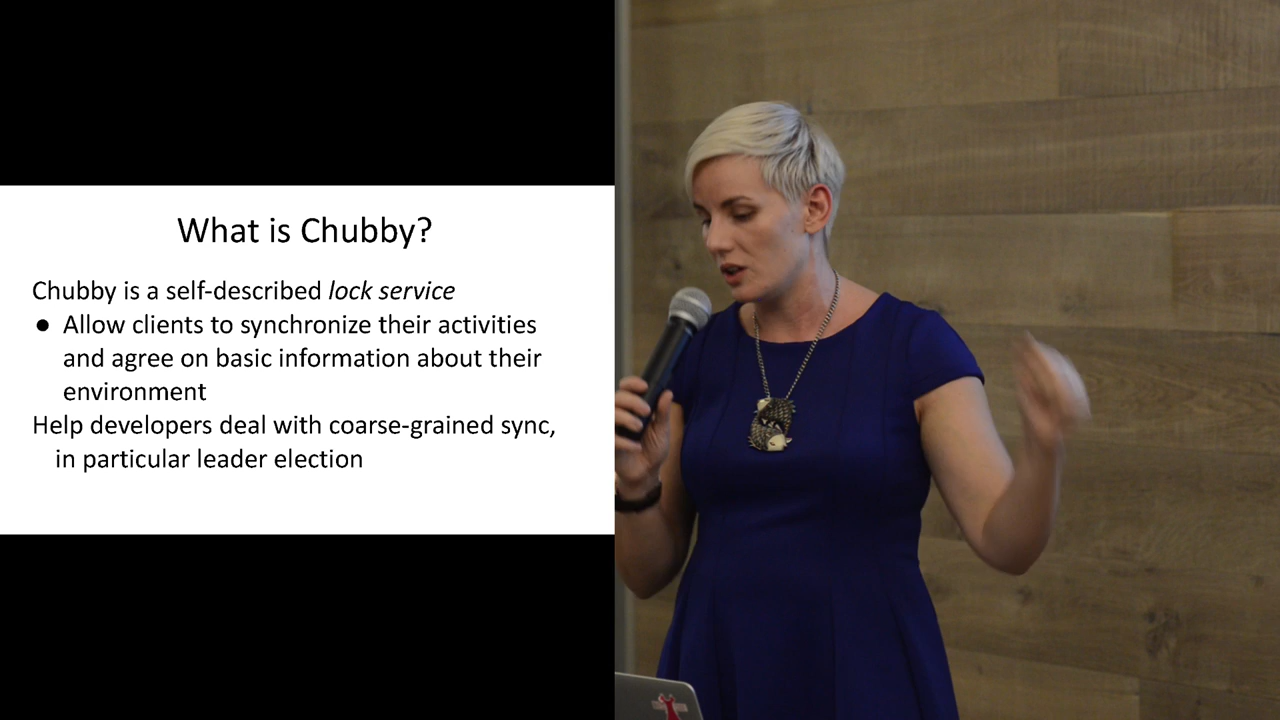 What is Chubby?
Chubby is a self-described lock service
● Allow clients to synchronize their activities
and agree on basic information about their
environment
Help developers deal with coarse-grained sync,
in particular leader election